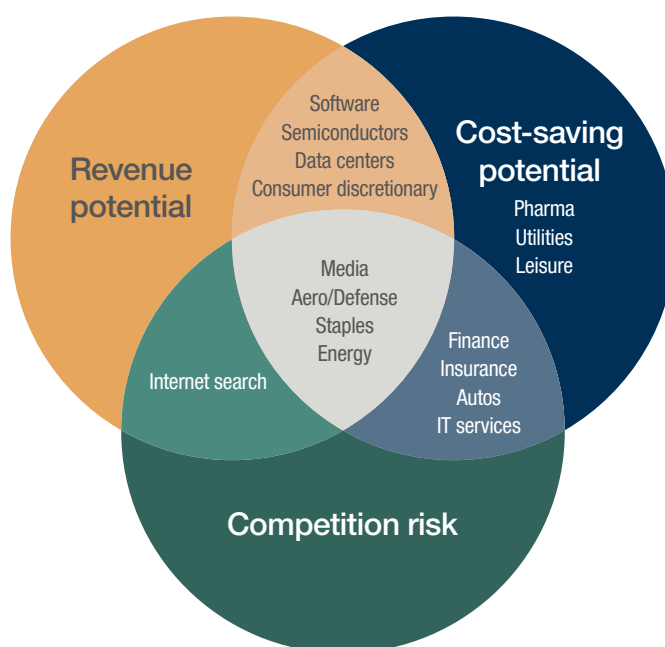 Software
Semiconductors
Data centers
Consumer discretionary
Revenue
potential
Cost-saving
potential
Pharma
Utilities
Leisure
Media
Aero/Defense
Staples
Energy
Internet search
Finance
Insurance
Autos
IT services
Competition risk